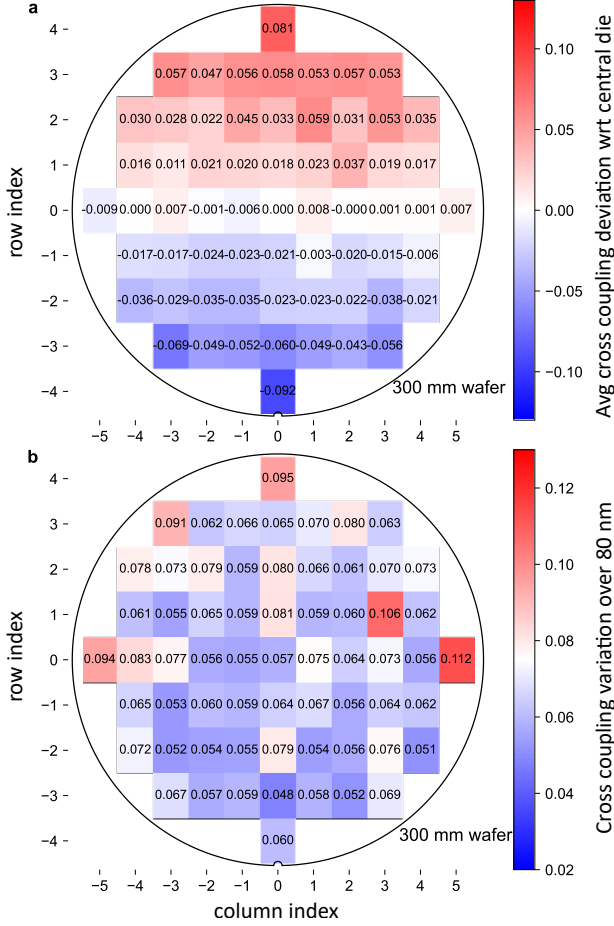 a
4
0.081
3
0.057 0.047 0.056 0.058 0.053 0.057 0.053
2
0.030 0.028 0.022 0.045 0.033 0.059 0.031 0.053 0.035
1
0.016 0.011 0.021 0.020 0.018 0.023 0.037 0.019 0.017
0
-0.009 0.000 0.007 -0.001 -0.006 0.000 0.008 -0.000 0.001 0.001 0.007
−1
-0.017 -0.017 -0.024 -0.023 -0.021 -0.003 -0.020 -0.015 -0.006
−2
-0.036 -0.029 -0.035 -0.035 -0.023 -0.023 -0.022 -0.038 -0.021
−3
-0.069 -0.049 -0.052 -0.060 -0.049 -0.043 -0.056
−4
-0.092
300 mm wafer
row index
−5 −4 −3 −2 −1 0 1 2 3 4 5
0.10
0.05
0.00
−0.05
−0.10
Avg cross coupling deviation wrt central die
b
4
0.095
3
0.091 0.062 0.066 0.065 0.070 0.080 0.063
2
0.078 0.073 0.079 0.059 0.080 0.066 0.061 0.070 0.073
1
0.061 0.055 0.065 0.059 0.081 0.059 0.060 0.106 0.062
0
0.094 0.083 0.077 0.056 0.055 0.057 0.075 0.064 0.073 0.056 0.112
−1
0.065 0.053 0.060 0.059 0.064 0.067 0.056 0.064 0.062
−2
0.072 0.052 0.054 0.055 0.079 0.054 0.056 0.076 0.051
−3
0.067 0.057 0.059 0.048 0.058 0.052 0.069
−4
0.060
300 mm wafer
row index
−5 −4 −3 −2 −1 0 1 2 3 4 5
column index
0.12
0.10
0.08
0.06
0.04
0.02
Cross coupling variation over 80 nm